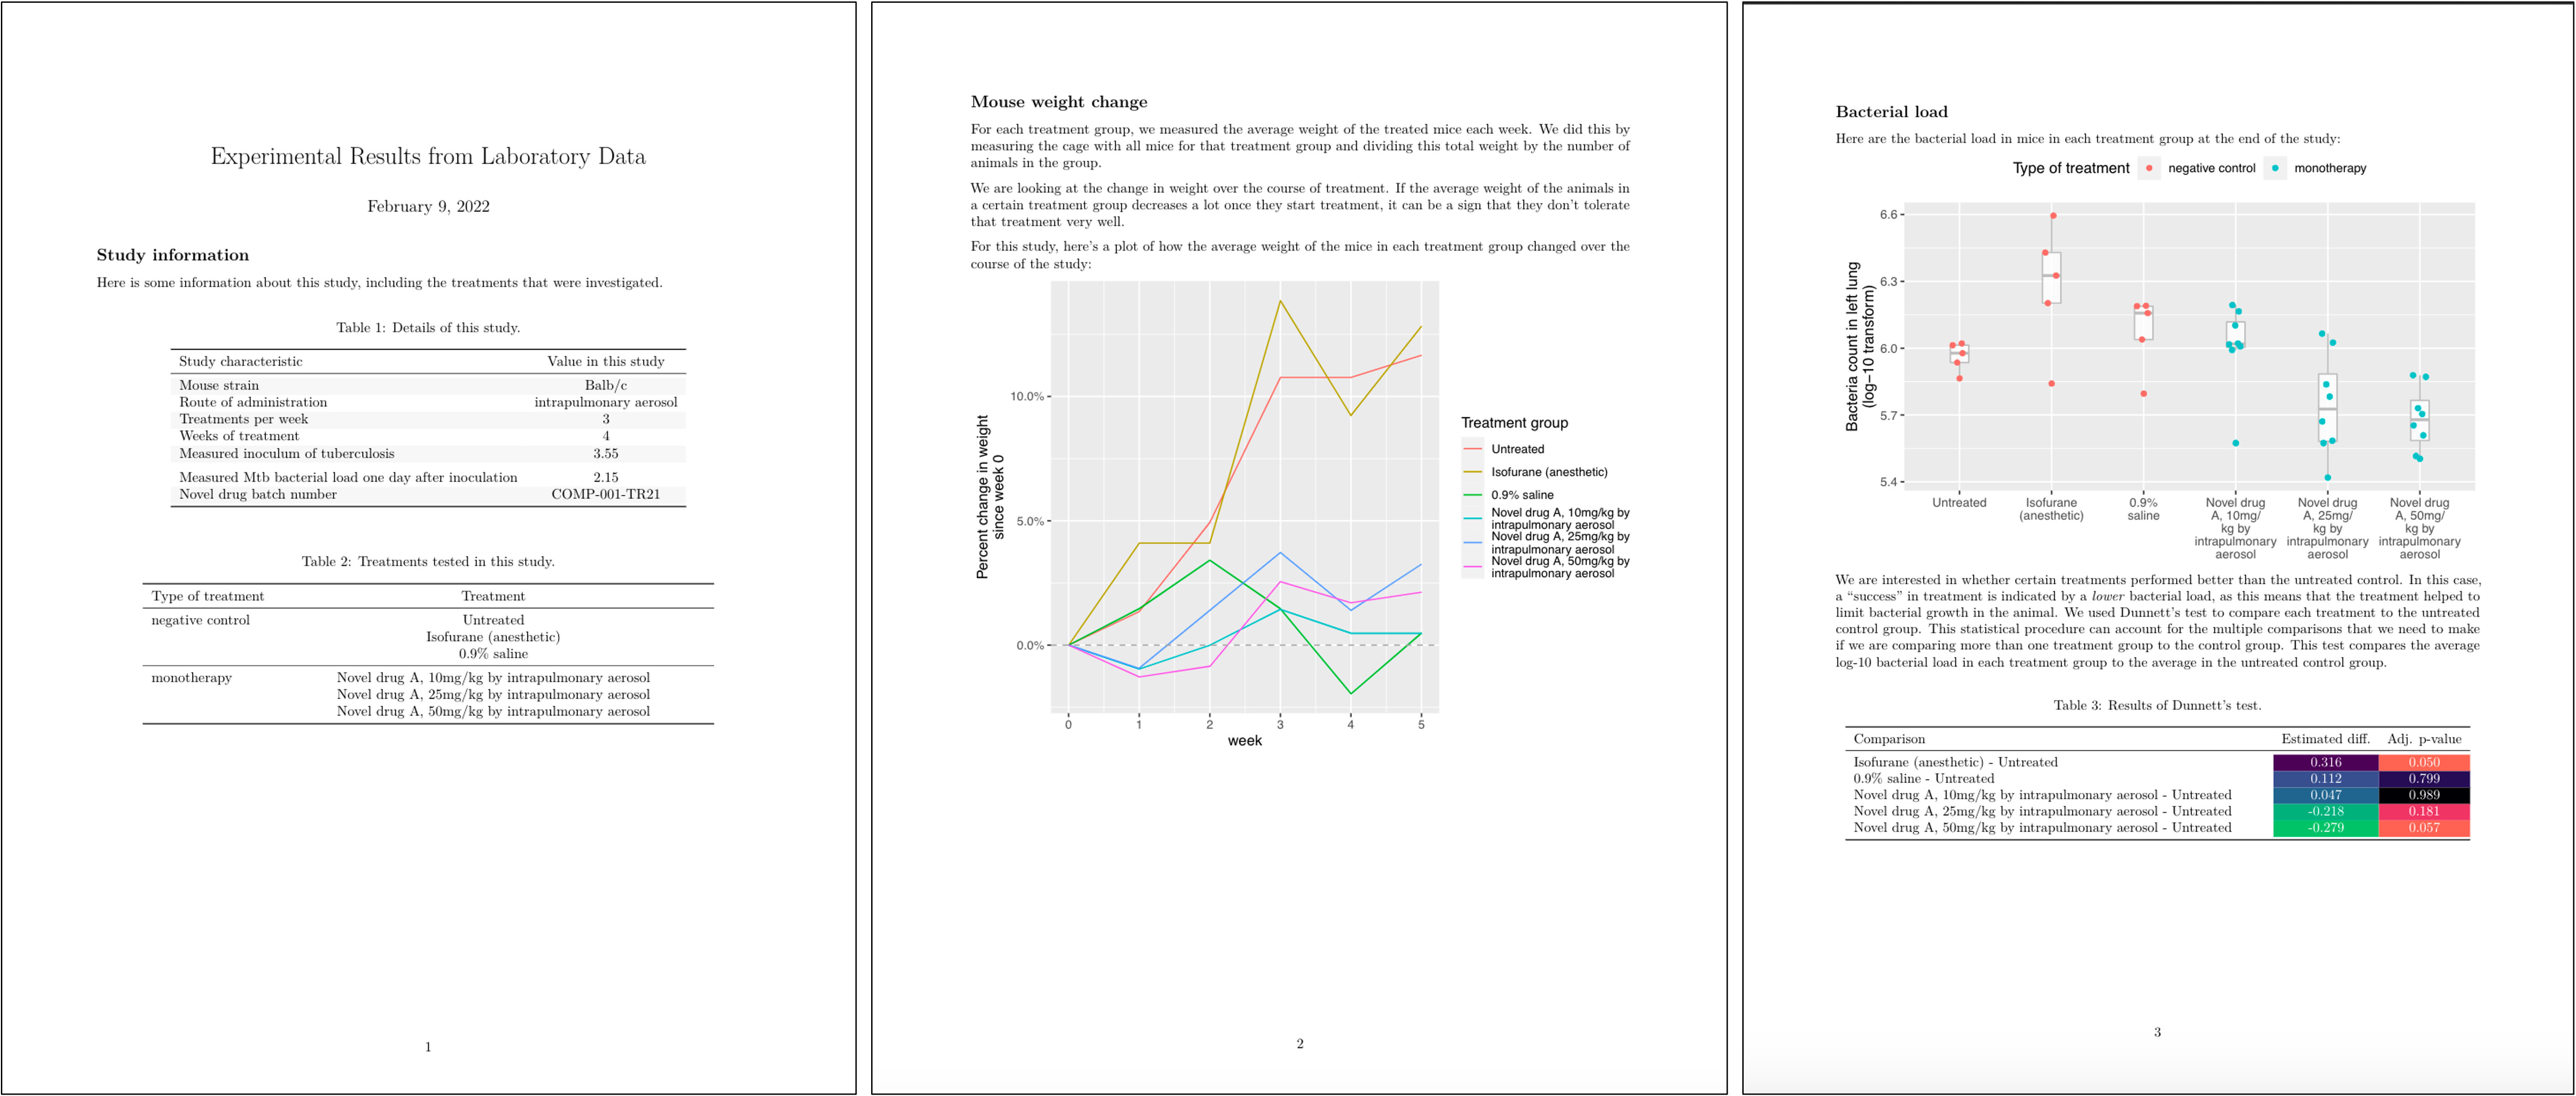 Experimental Results from Laboratory Data
February 9, 2022
Study information
Here is some information about this study, including the treatments that were investigated.
Table 1: Details of this study.
Study characteristic Value in this study
Mouse strain Balb/c
Route of administration intrapulmonary aerosol
Treatments per week 3
Weeks of treatment 4
Measured inoculum of tuberculosis 3.55
Measured Mtb bacterial load one day after inoculation 2.15
Novel drug batch number COMP-001-TR21
Table 2: Treatments tested in this study.
Type of treatment Treatment
negative control Untreated
Isofurane (anesthetic)
0.9% saline
monotherapy Novel drug A, 10mg/kg by intrapulmonary aerosol
Novel drug A, 25mg/kg by intrapulmonary aerosol
Novel drug A, 50mg/kg by intrapulmonary aerosol
1
Mouse weight change
For each treatment group, we measured the average weight of the treated mice each week. We did this by
measuring the cage with all mice for that treatment group and dividing this total weight by the number of
animals in the group.
We are looking at the change in weight over the course of treatment. If the average weight of the animals in
a certain treatment group decreases a lot once they start treatment, it can be a sign that they don't tolerate
that treatment very well.
For this study, here's a plot of how the average weight of the mice in each treatment group changed over the
course of the study:
Percent change in weight
since week 0
10.0%
5.0%
0.0%
0 1 2 3 4 5
week
Treatment group
Untreated
Isofurane (anesthetic)
0.9% saline
Novel drug A, 10mg/kg by
intrapulmonary aerosol
Novel drug A, 25mg/kg by
intrapulmonary aerosol
Novel drug A, 50mg/kg by
intrapulmonary aerosol
2
Bacterial load
Here are the bacterial load in mice in each treatment group at the end of the study:
Type of treatment negative control monotherapy
Bacteria count in left lung
(log−10 transform)
6.6
6.3
6.0
5.7
5.4
Untreated Isofurane 0.9% Novel drug Novel drug Novel drug
(anesthetic) saline A, 10mg/ A, 25mg/ A, 50mg/
kg by kg by kg by
intrapulmonary intrapulmonary intrapulmonary
aerosol aerosol aerosol
We are interested in whether certain treatments performed better than the untreated control. In this case,
a “success” in treatment is indicated by a lower bacterial load, as this means that the treatment helped to
limit bacterial growth in the animal. We used Dunnett's test to compare each treatment to the untreated
control group. This statistical procedure can account for the multiple comparisons that we need to make
if we are comparing more than one treatment group to the control group. This test compares the average
log-10 bacterial load in each treatment group to the average in the untreated control group.
Table 3: Results of Dunnett's test.
Comparison Estimated diff. Adj. p-value
Isofurane (anesthetic) - Untreated 0.316 0.050
0.9% saline - Untreated 0.112 0.799
Novel drug A, 10mg/kg by intrapulmonary aerosol - Untreated 0.047 0.989
Novel drug A, 25mg/kg by intrapulmonary aerosol - Untreated -0.218 0.181
Novel drug A, 50mg/kg by intrapulmonary aerosol - Untreated -0.279 0.057
3